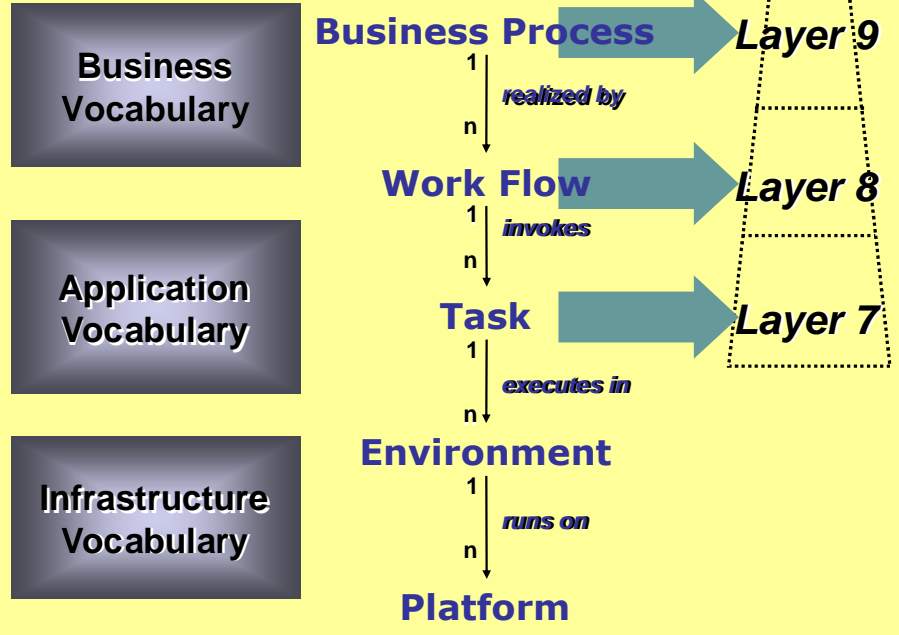 Business Process
Layer 9
Business
Vocabulary
1
realized by
n
Work Flow
Layer 8
1
invokes
n
Application
Vocabulary
Task
Layer 7
1
executes in
n
Environment
Infrastructure
Vocabulary
1
runs on
n
Platform